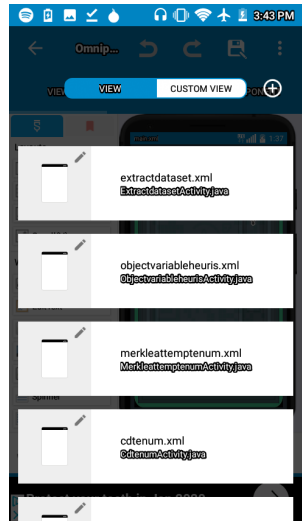 3:43 PM
Omnip...
VIEW
CUSTOM VIEW
extractdataset.xml
ExtractdatasetActivity.java
objectvariableheuris.xml
ObjectvariableheurisActivity.java
merkleattemptenum.xml
MerkleattemptenumActivity.java
cdtenum.xml
CdtenumActivity.java
Spinner